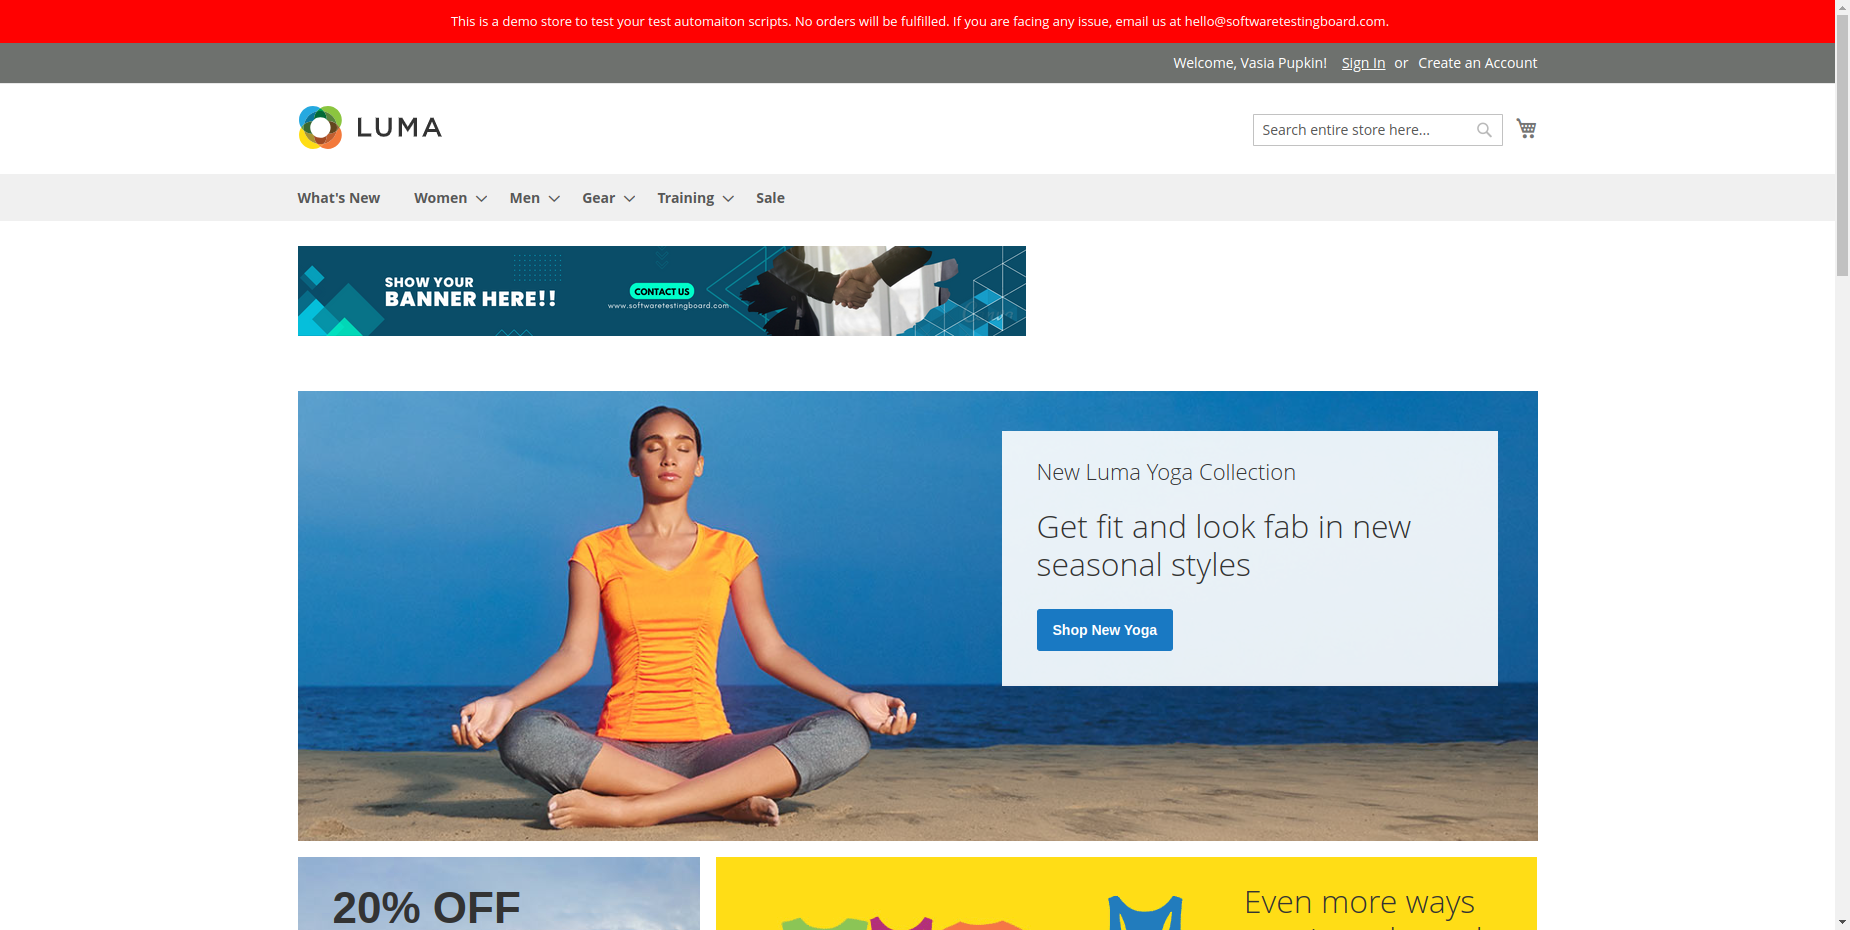 This is a demo store to test your test automaiton scripts. No orders will be fulfilled. If you are facing any issue, email us at hello@softwaretestingboard.com.
Welcome, Vasia Pupkin! Sign In or Create an Account
LUMA
Search entire store here...
What's New Women Men Gear Training Sale
SHOW YOUR
BANNER HERE!!
CONTACT US
www.softwaretestingboard.com
New Luma Yoga Collection
Get fit and look fab in new
seasonal styles
Shop New Yoga
20% OFF
Even more ways